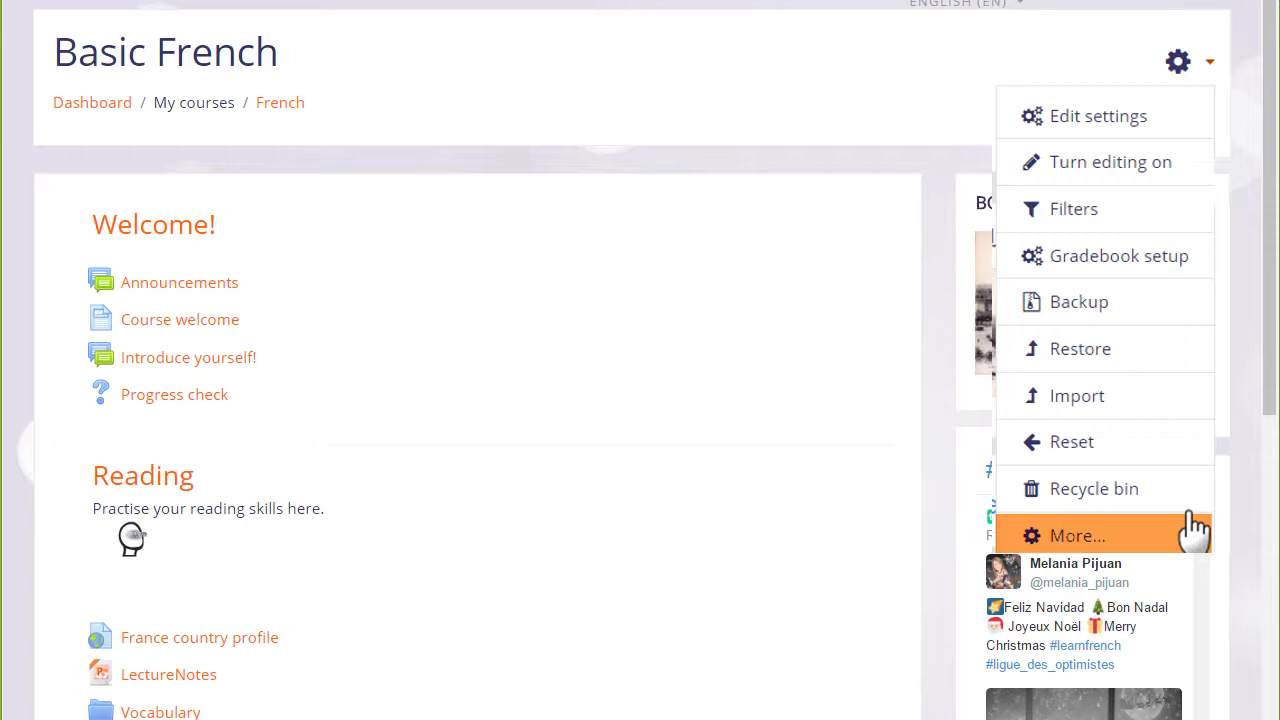 ENGLISH (EN)
Basic French
Dashboard / My courses / French
Edit settings
Turn editing on
Filters
Gradebook setup
Backup
Restore
Import
Reset
Recycle bin
More...
Welcome!
Announcements
Course welcome
Introduce yourself!
Progress check
Reading
Practise your reading skills here.
France country profile
LectureNotes
Vocabulary
Melania Pijuan
@melania_pijuan
Feliz Navidad 🎄Bon Nadal
🎅 Joyeux Noël 🎁Merry
Christmas #learnfrench
#ligue_des_optimistes